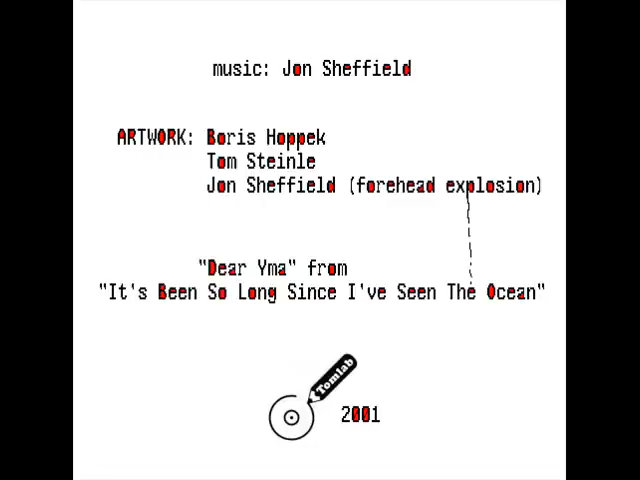 music: Jon Sheffield
ARTWORK: Boris Hoppek
Tom Steinle
Jon Sheffield (forehead explosion)
"Dear Yma" from
"It's Been So Long Since I've Seen The Ocean"
Tomlab
2001